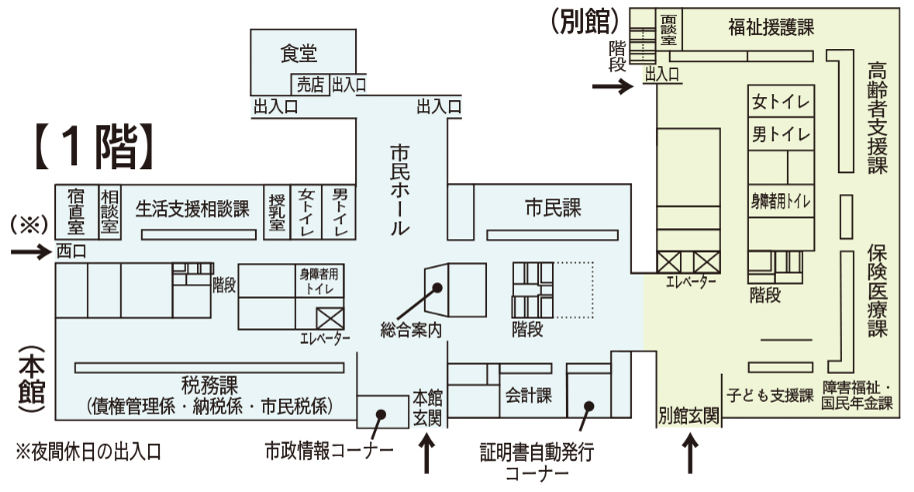 (別館)
階段
面談室
福祉援護課
出入口
高齢者支援課
女トイレ
男トイレ
身障者用トイレ
保険医療課
エレベーター
階段
子ども支援課
障害福祉・
国民年金課
別館玄関
食堂
売店
出入口
出入口
出入口
【1階】
市民ホール
宿直室
相談室
生活支援相談課
授乳室
女トイレ
男トイレ
市民課
(※)
西口
階段
身障者用
トイレ
エレベーター
総合案内
階段
(本館)
税務課
(債権管理係・納税係・市民税係)
本館
玄関
会計課
※夜間休日の出入口
市政情報コーナー
証明書自動発行
コーナー